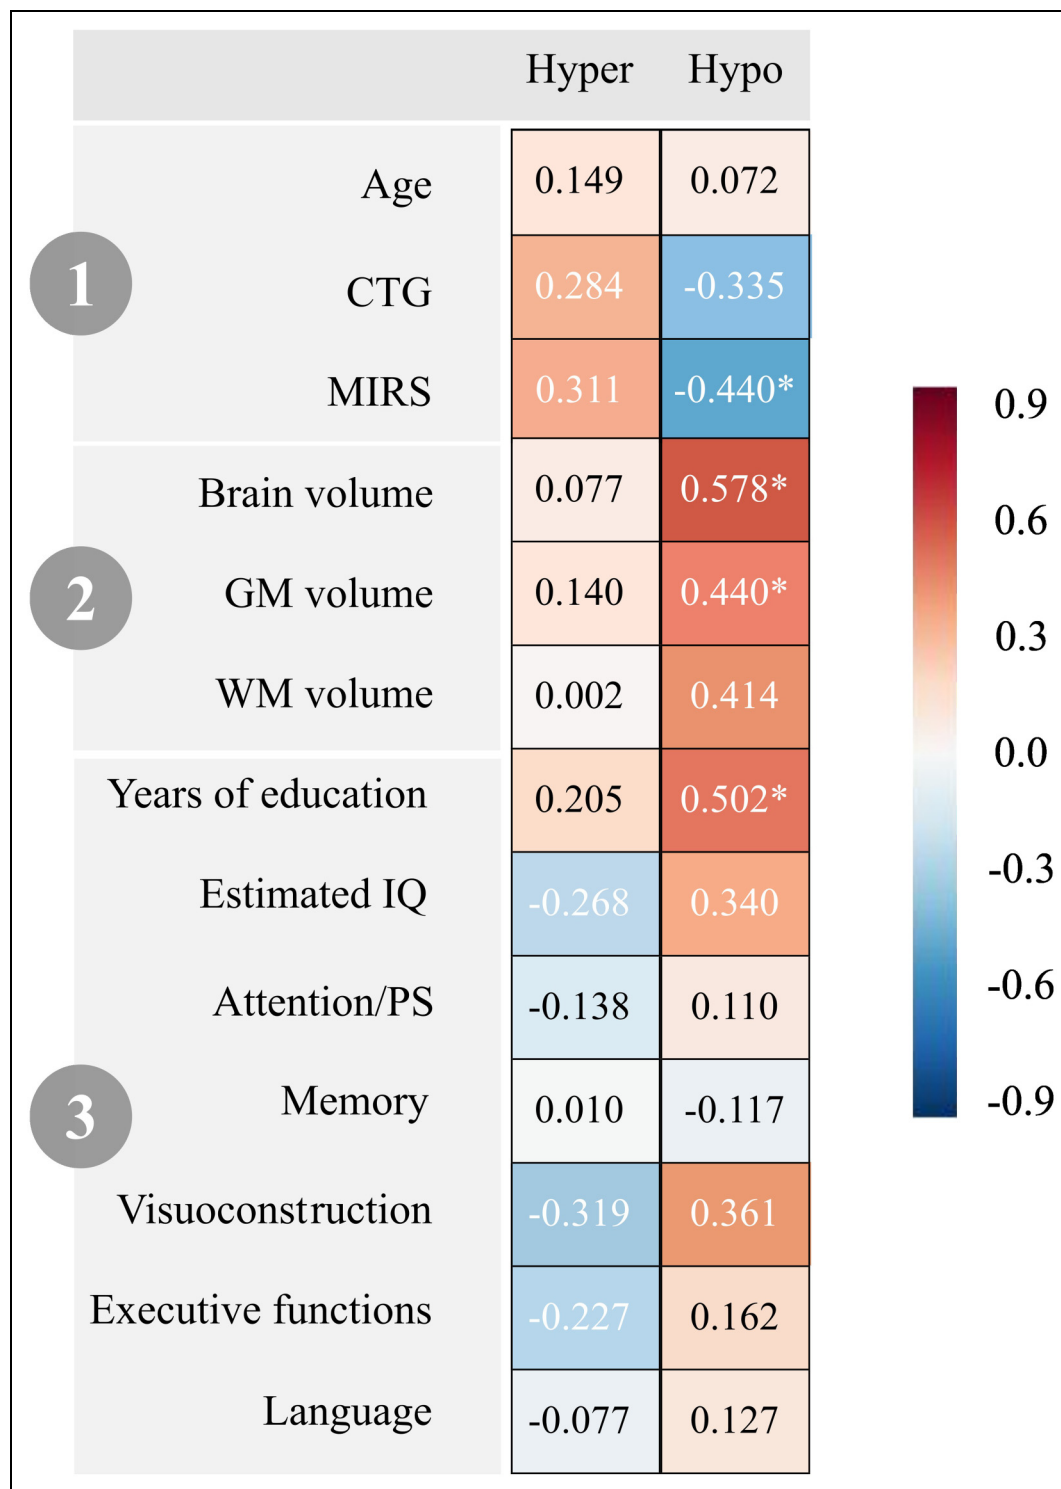 Hyper Hypo
Age 0.149 0.072
1 CTG 0.284 -0.335
MIRS 0.311 -0.440*
Brain volume 0.077 0.578*
2 GM volume 0.140 0.440*
WM volume 0.002 0.414
Years of education 0.205 0.502*
Estimated IQ -0.268 0.340
Attention/PS -0.138 0.110
3 Memory 0.010 -0.117
Visuoconstruction -0.319 0.361
Executive functions -0.227 0.162
Language -0.077 0.127
0.9
0.6
0.3
0.0
-0.3
-0.6
-0.9